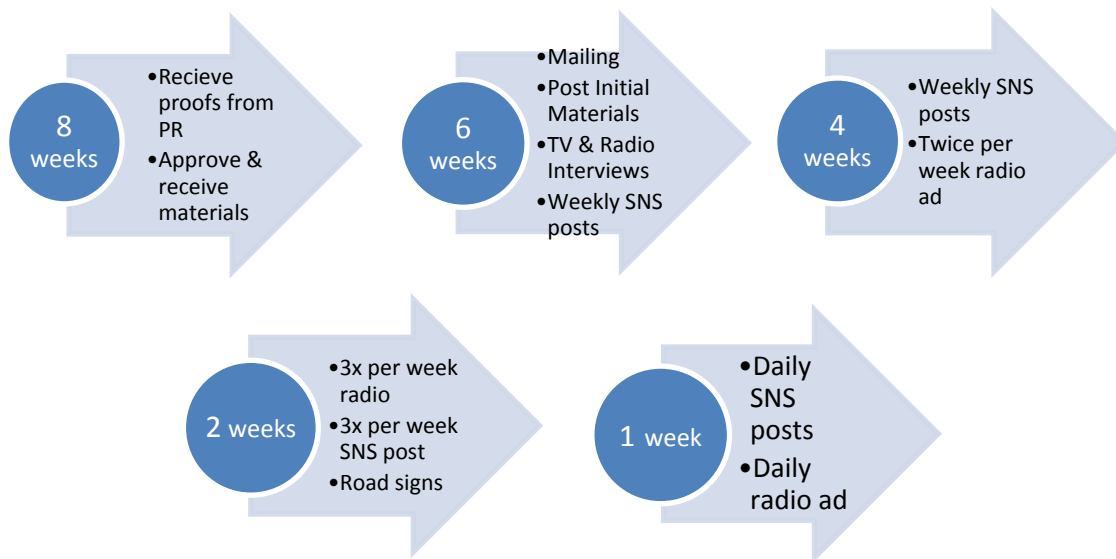 8
weeks
•Recieve
proofs from
PR
•Approve &
receive
materials
6
weeks
•Mailing
•Post Initial
Materials
•TV & Radio
Interviews
•Weekly SNS
posts
4
weeks
•Weekly SNS
posts
•Twice per
week radio
ad
2 weeks
•3x per week
radio
•3x per week
SNS post
•Road signs
1 week
•Daily
SNS
posts
•Daily
radio ad